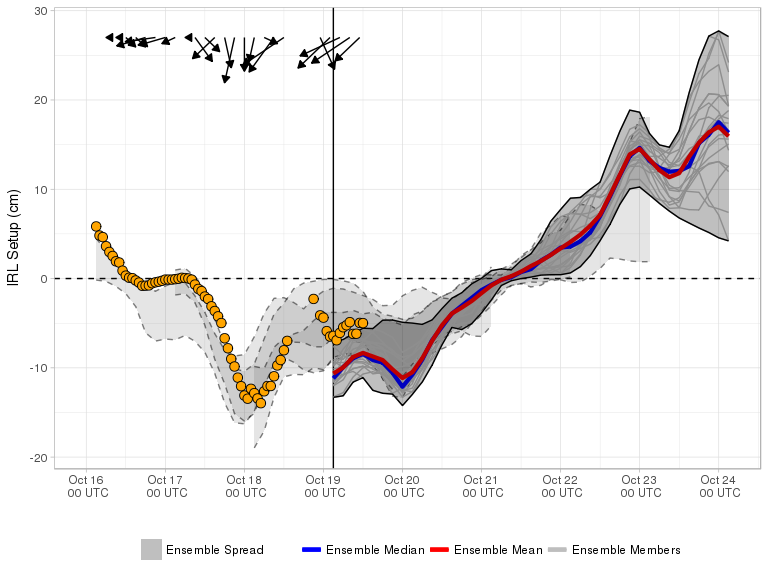 30
20
10
0
-10
-20
IRL Setup (cm)
Oct 16 Oct 17 Oct 18 Oct 19 Oct 20 Oct 21 Oct 22 Oct 23 Oct 24
00 UTC 00 UTC 00 UTC 00 UTC 00 UTC 00 UTC 00 UTC 00 UTC 00 UTC
Ensemble Spread Ensemble Median Ensemble Mean Ensemble Members